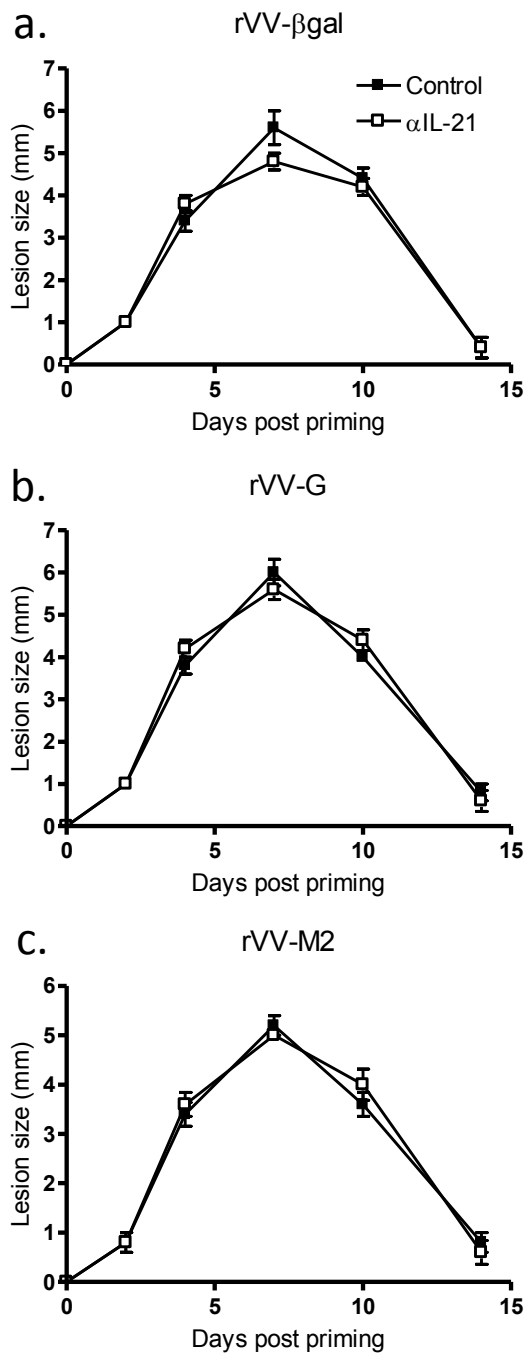 a.
rVV-βgal
Control
αIL-21
Lesion size (mm)
7
6
5
4
3
2
1
0
0 5 10 15
Days post priming
b.
rVV-G
Lesion size (mm)
7
6
5
4
3
2
1
0
0 5 10 15
Days post priming
c.
rVV-M2
Lesion size (mm)
6
5
4
3
2
1
0
0 5 10 15
Days post priming